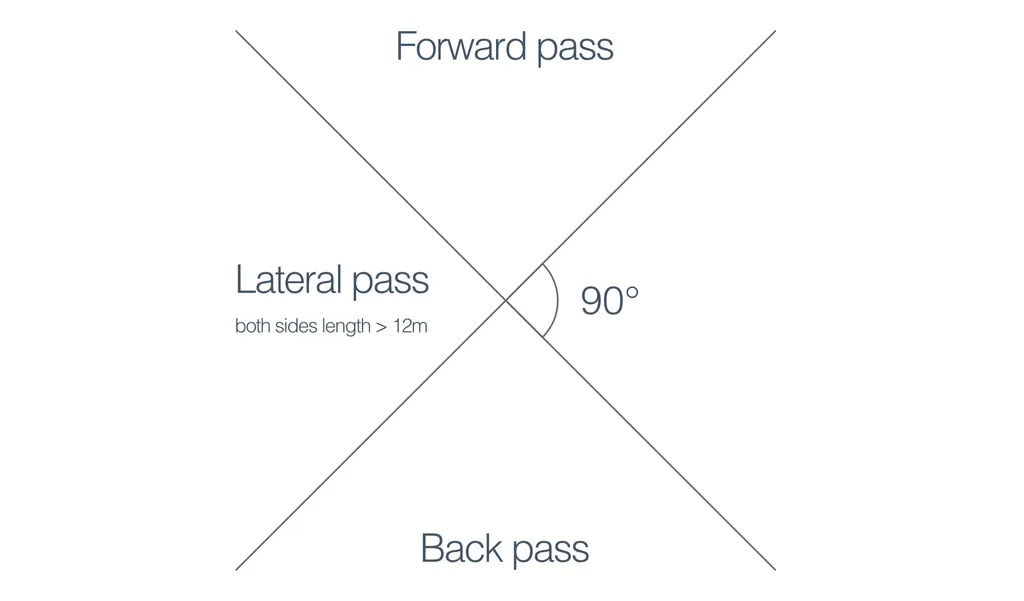 Forward pass
Lateral pass
both sides length > 12m
90°
Back pass